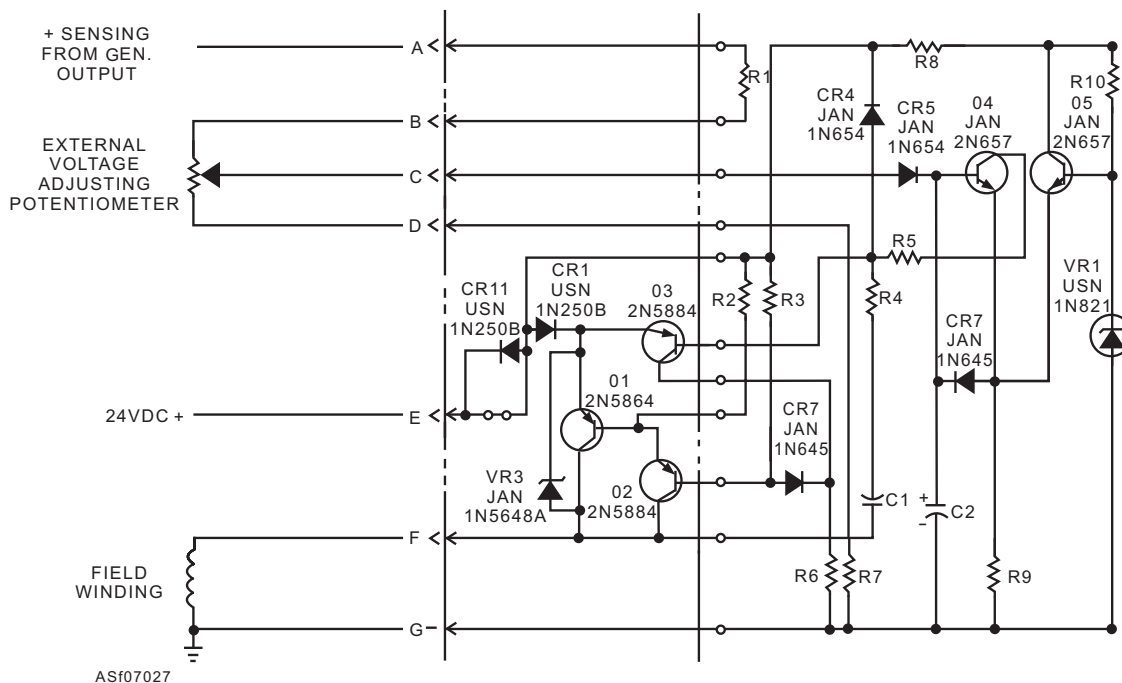 + SENSING
FROM GEN.
OUTPUT
A
R1
R8
R10
B
CR4
JAN
1N654
CR5
JAN
1N654
04
JAN
2N657
05
JAN
2N657
EXTERNAL
VOLTAGE
ADJUSTING
POTENTIOMETER
C
D
R5
CR11
USN
1N250B
CR1
USN
1N250B
03
2N5884
R2
R3
R4
VR1
USN
1N821
CR7
JAN
1N645
24VDC +
E
01
2N5864
CR7
JAN
1N645
VR3
JAN
1N5648A
02
2N5884
C1
+
–
C2
F
FIELD
WINDING
R6
R7
R9
G–
ASf07027